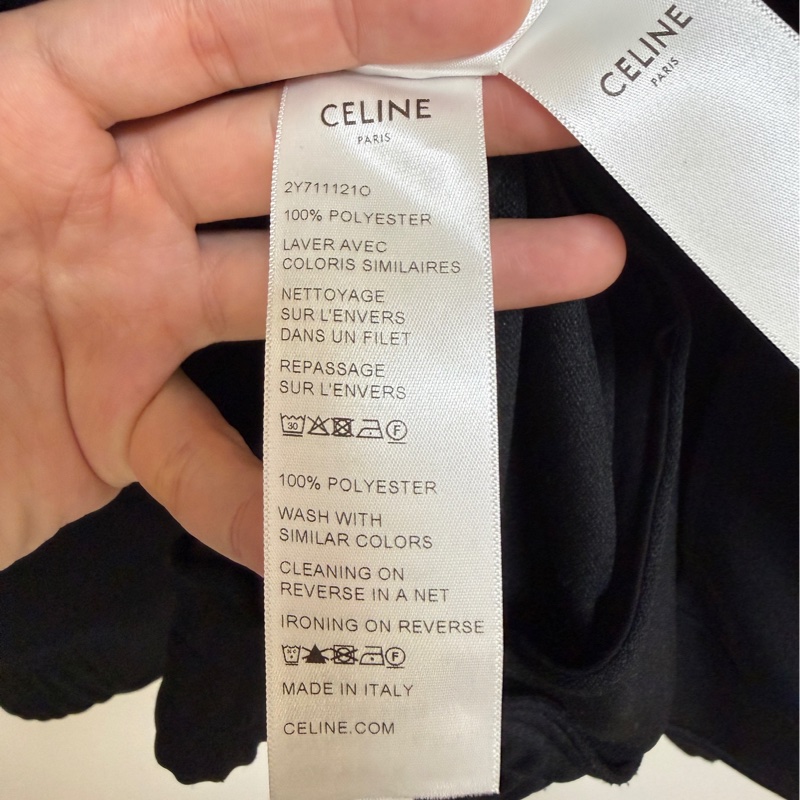 CELINE
PARIS
CELINE
PARIS
2Y711121O
100% POLYESTER
LAVER AVEC
COLORIS SIMILAIRES
NETTOYAGE
SUR L'ENVERS
DANS UN FILET
REPASSAGE
SUR L'ENVERS
30
F
100% POLYESTER
WASH WITH
SIMILAR COLORS
CLEANING ON
REVERSE IN A NET
IRONING ON REVERSE
F
MADE IN ITALY
CELINE.COM